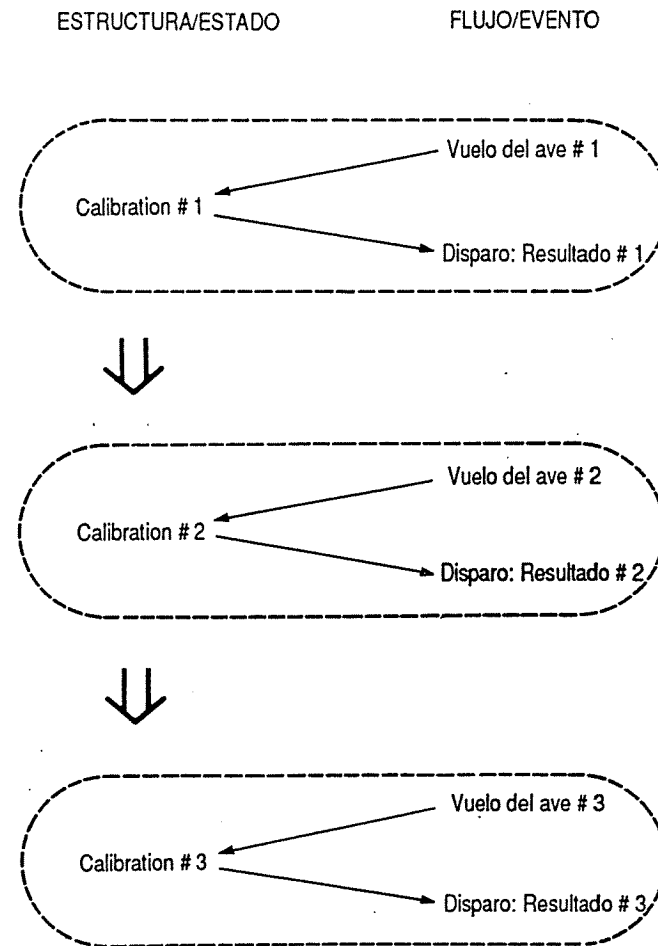 ESTRUCTURA/ESTADO FLUJO/EVENTO
Vuelo del ave # 1
Calibration # 1
Disparo: Resultado # 1
Vuelo del ave # 2
Calibration # 2
Disparo: Resultado # 2
Vuelo del ave # 3
Calibration # 3
Disparo: Resultado # 3